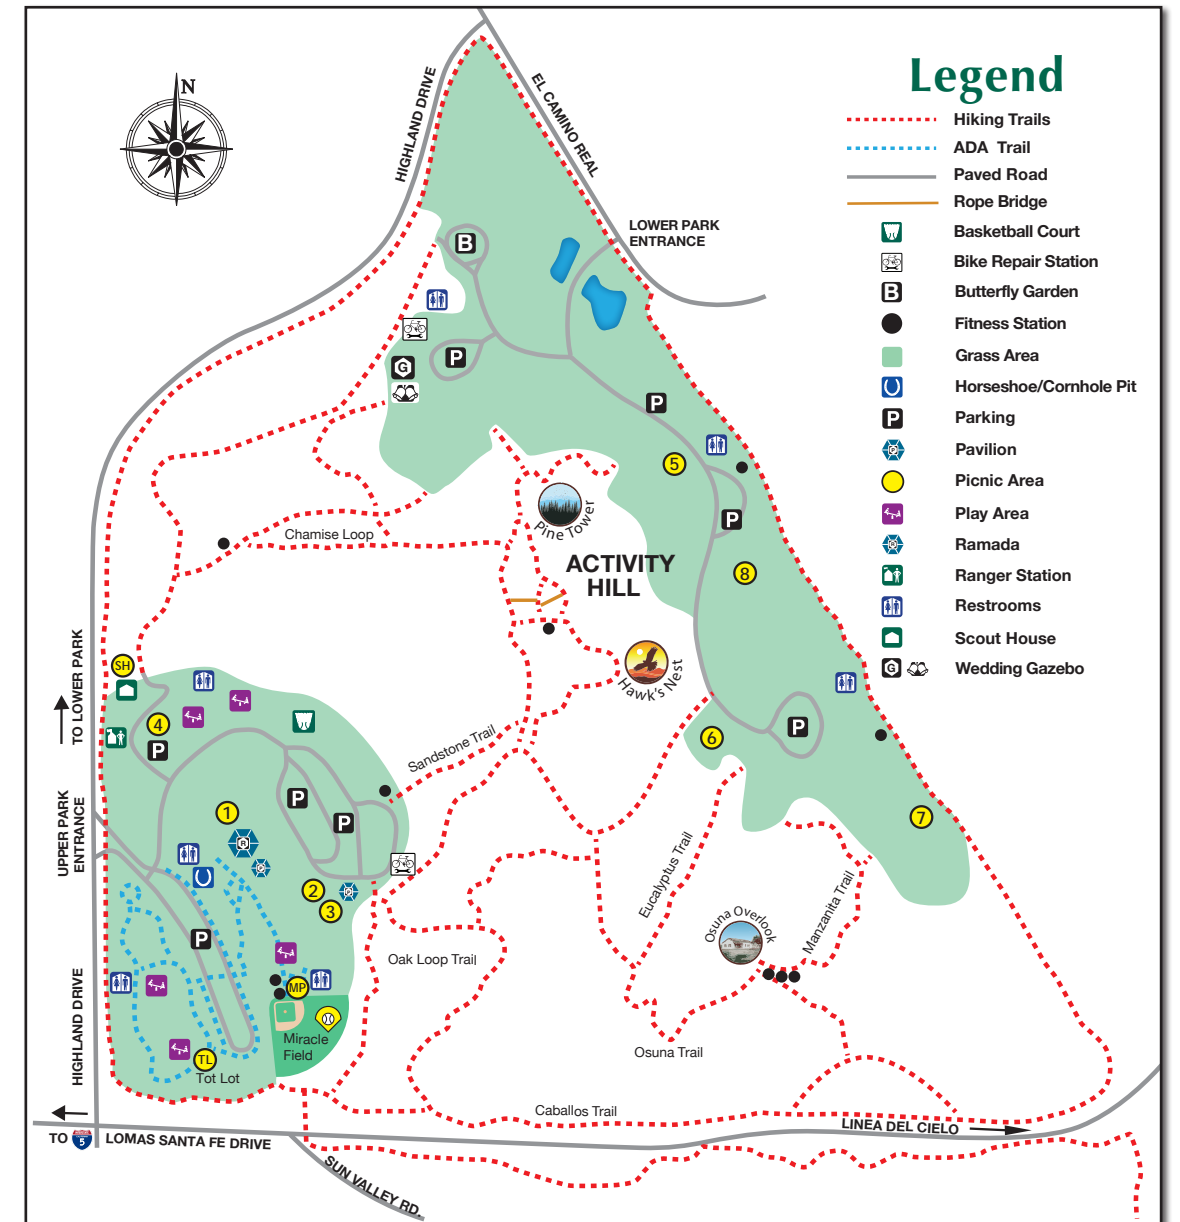 N
HIGHLAND DRIVE
EL CAMINO REAL
LOWER PARK
ENTRANCE
Legend
Hiking Trails
ADA Trail
Paved Road
Rope Bridge
Basketball Court
Bike Repair Station
B Butterfly Garden
Fitness Station
Grass Area
Horseshoe/Cornhole Pit
P Parking
P Pavilion
Picnic Area
Play Area
Ramada
Ranger Station
Restrooms
Scout House
G Wedding Gazebo
B
P
G
P
5
P
8
Pine Tower
ACTIVITY
HILL
Chamise Loop
Hawk's Nest
TO LOWER PARK
SH
4
P
Sandstone Trail
6
P
7
UPPER PARK
ENTRANCE
P
P
1
R
P
2
3
P
P
Eucalyptus Trail
Manzanita Trail
Osuna Overlook
Oak Loop Trail
HIGHLAND DRIVE
MP
Miracle
Field
TL
Tot Lot
Osuna Trail
Caballos Trail
LINEA DEL CIELO
TO 5 LOMAS SANTA FE DRIVE
SUN VALLEY RD.